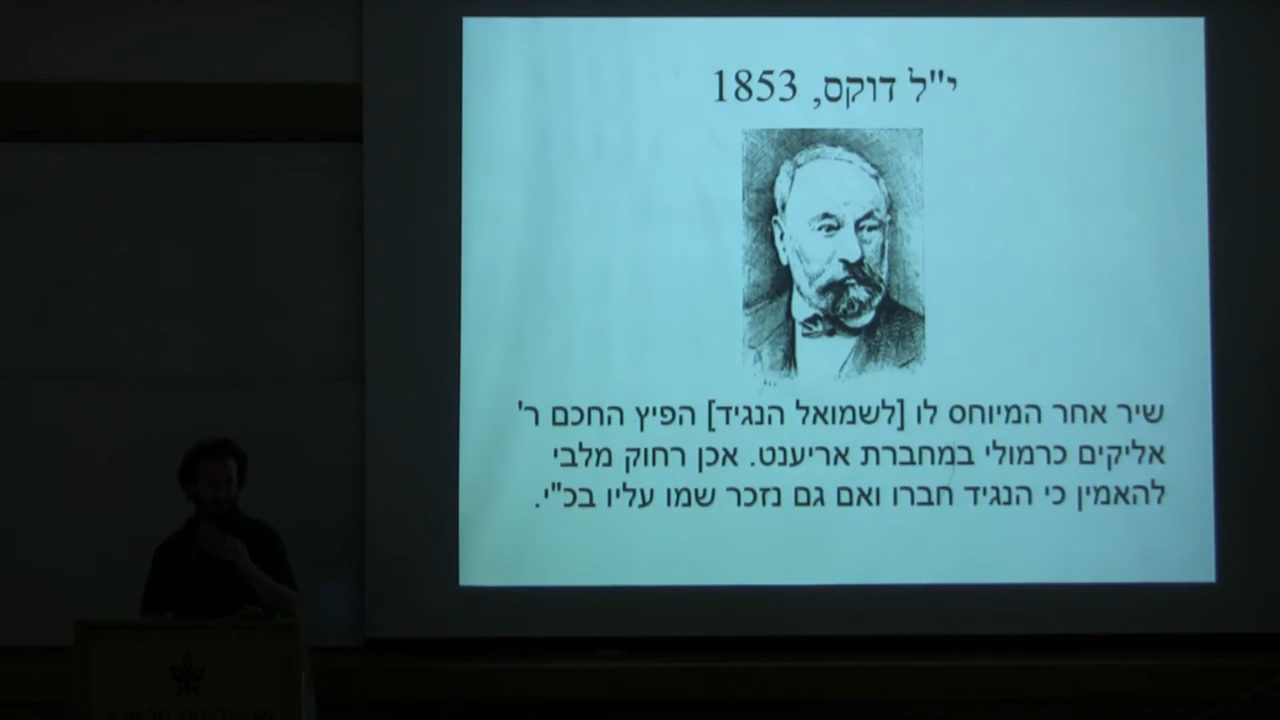 י"ל דוקס, 1853
שיר אחר המיוחס לו [לשמואל הנגיד] הפיץ החכם ר'
אליקים כרמולי במחברת אריענט. אכן רחוק מלבי
להאמין כי הנגיד חברו ואם גם נזכר שמו עליו בכ"י.